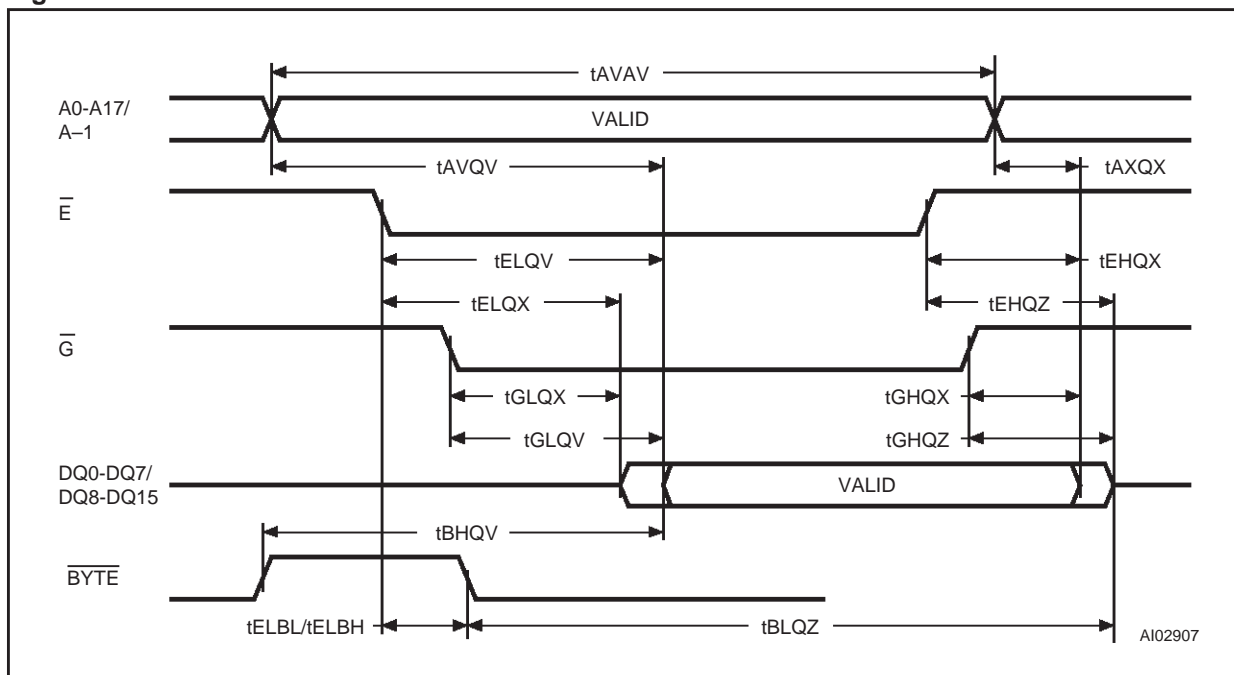 tAVAV
A0-A17/
A–1
VALID
tAVQV
tAXQX
E
tELQV
tEHQX
tELQX
tEHQZ
G
tGLQX
tGHQX
tGLQV
tGHQZ
DQ0-DQ7/
DQ8-DQ15
VALID
tBHQV
BYTE
tELBL/tELBH
tBLQZ
AI02907